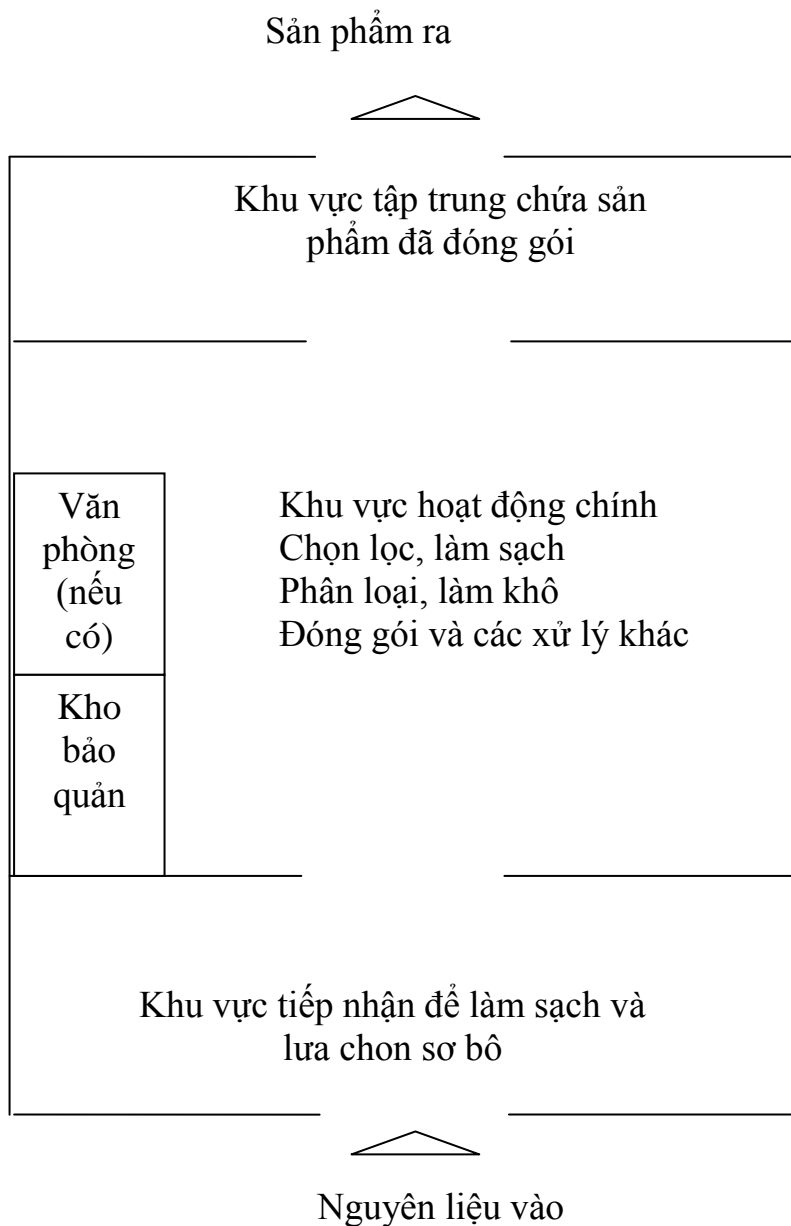 Sản phẩm ra
Khu vực tập trung chứa sản
phẩm đã đóng gói
Văn
phòng
(nếu
có)
Khu vực hoạt động chính
Chọn lọc, làm sạch
Phân loại, làm khô
Đóng gói và các xử lý khác
Kho
bảo
quản
Khu vực tiếp nhận để làm sạch và
lưa chon sơ bô
Nguyên liệu vào